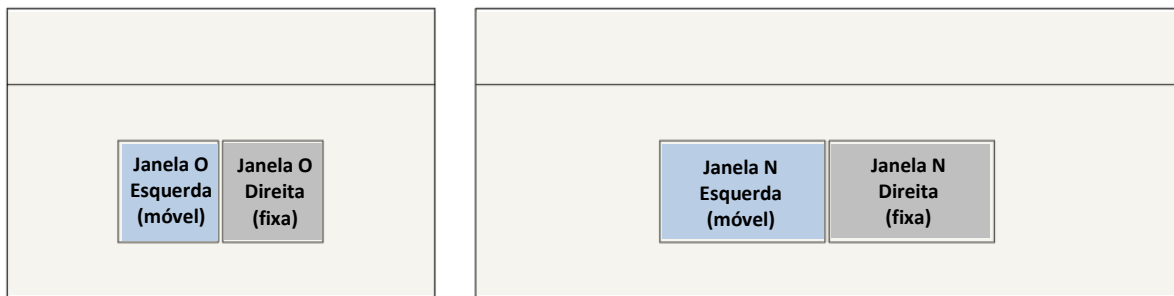 Janela O
Esquerda
(móvel)
Janela O
Direita
(fixa)
Janela N
Esquerda
(móvel)
Janela N
Direita
(fixa)